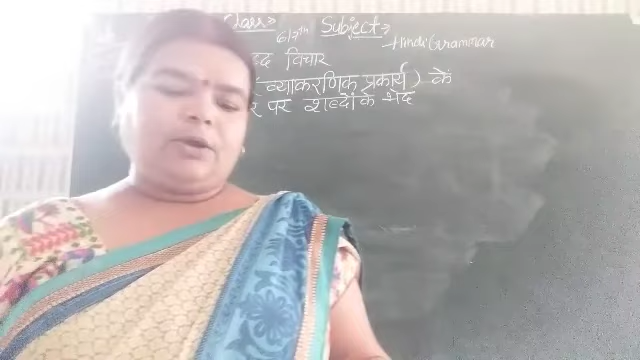 Class:- 6/7th Subject:-
→Hindi Grammar
विचार
(व्याकरणिक प्रकार्य) के
पर शब्दों के भेद